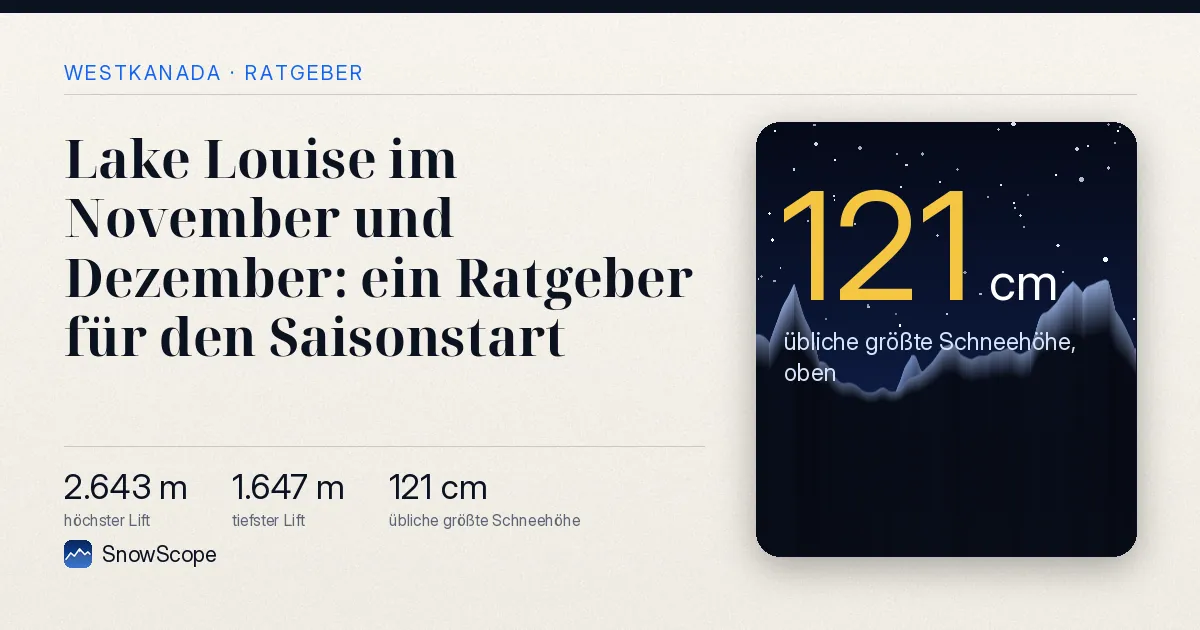 WESTKANADA · RATGEBER
Lake Louise im
November und
Dezember: ein Ratgeber
für den Saisonstart
2.643 m
höchster Lift
1.647 m
tiefster Lift
121 cm
übliche größte Schneehöhe
SnowScope
121 cm
übliche größte Schneehöhe,
oben